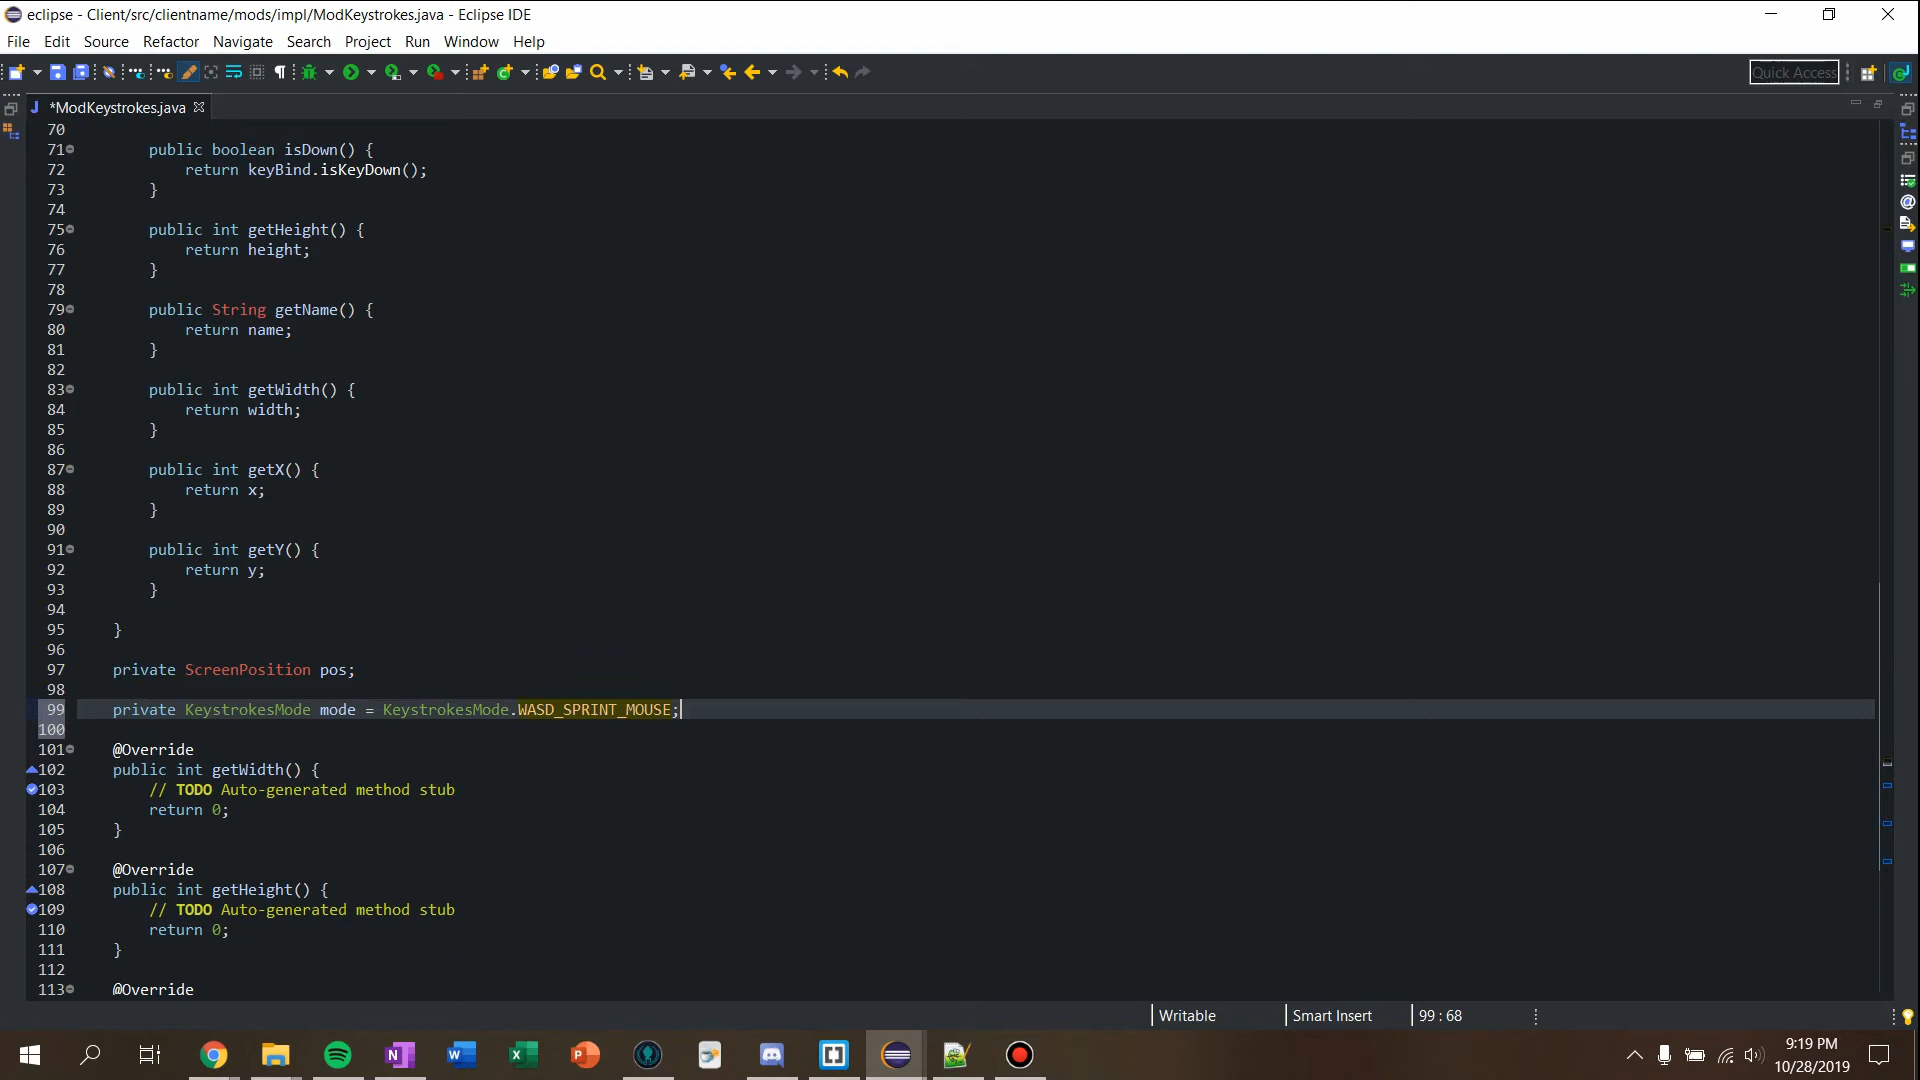 eclipse - Client/src/clientname/mods/impl/ModKeystrokes.java - Eclipse IDE
File Edit Source Refactor Navigate Search Project Run Window Help
Quick Access
*ModKeystrokes.java
70
71 public boolean isDown() {
72 return keyBind.isKeyDown();
73 }
74
75 public int getHeight() {
76 return height;
77 }
78
79 public String getName() {
80 return name;
81 }
82
83 public int getWidth() {
84 return width;
85 }
86
87 public int getX() {
88 return x;
89 }
90
91 public int getY() {
92 return y;
93 }
94
95 }
96
97 private ScreenPosition pos;
98
99 private KeystrokesMode mode = KeystrokesMode.WASD_SPRINT_MOUSE;
100
101 @Override
102 public int getWidth() {
103 // TODO Auto-generated method stub
104 return 0;
105 }
106
107 @Override
108 public int getHeight() {
109 // TODO Auto-generated method stub
110 return 0;
111 }
112
113 @Override
Writable Smart Insert 99 : 68
9:19 PM
10/28/2019